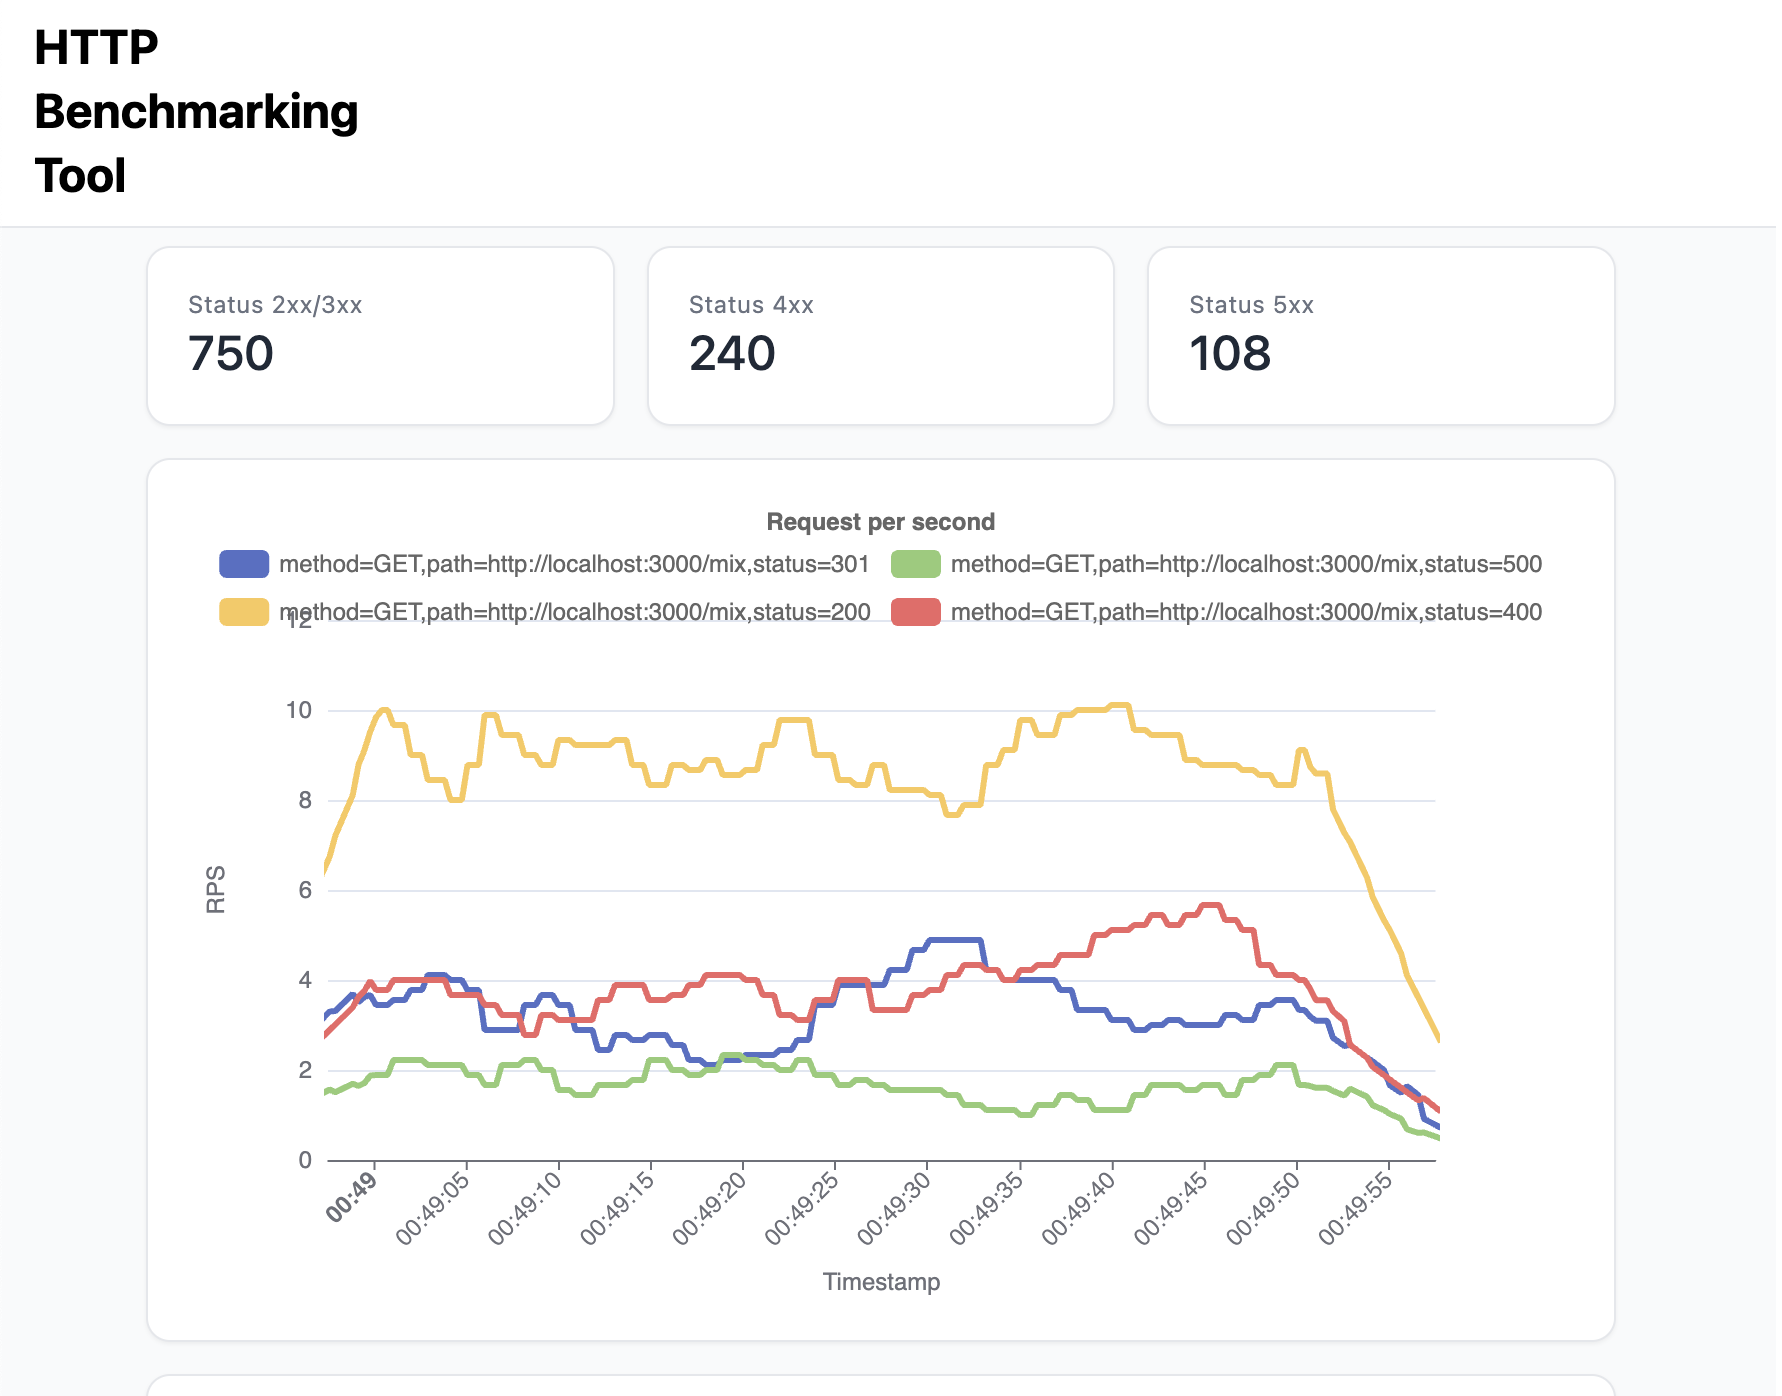 HTTP
Benchmarking
Tool
Status 2xx/3xx
750
Status 4xx
240
Status 5xx
108
Request per second
method=GET,path=http://localhost:3000/mix,status=301
method=GET,path=http://localhost:3000/mix,status=500
method=GET,path=http://localhost:3000/mix,status=200
method=GET,path=http://localhost:3000/mix,status=400
12
10
8
6
4
2
0
RPS
00:49
00:49:05
00:49:10
00:49:15
00:49:20
00:49:25
00:49:30
00:49:35
00:49:40
00:49:45
00:49:50
00:49:55
Timestamp